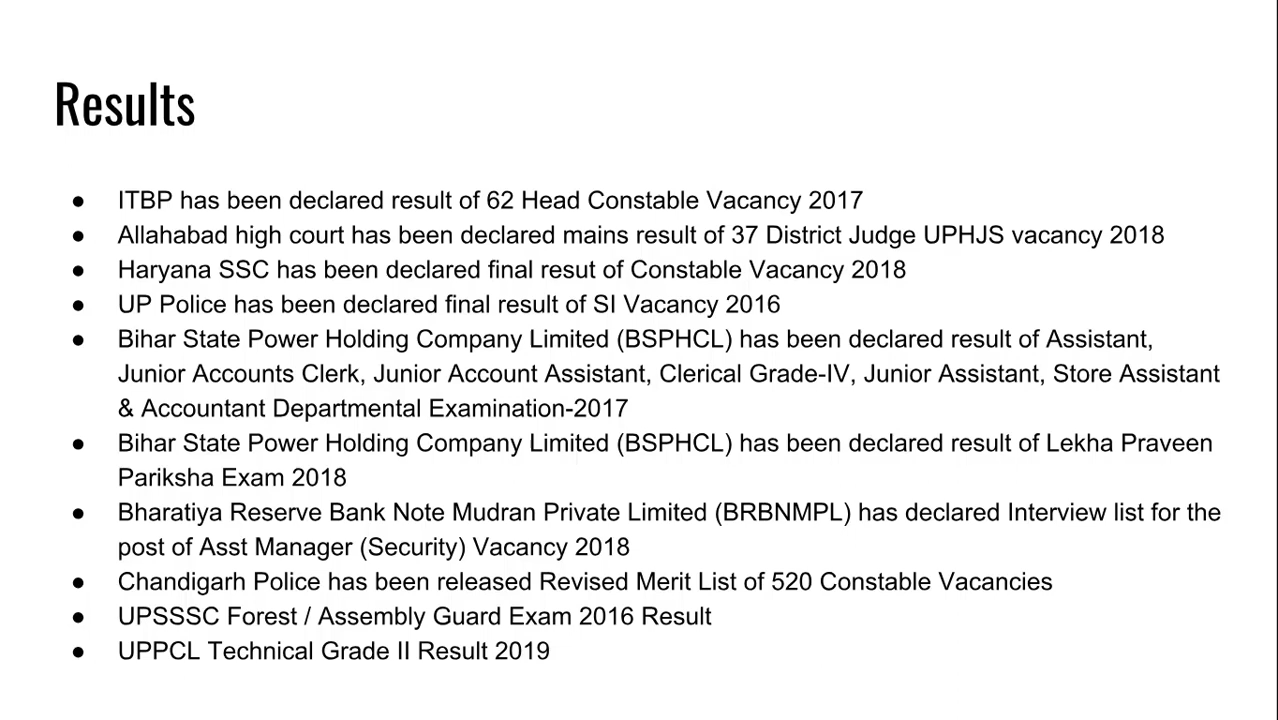 Results
● ITBP has been declared result of 62 Head Constable Vacancy 2017
● Allahabad high court has been declared mains result of 37 District Judge UPHJS vacancy 2018
● Haryana SSC has been declared final resut of Constable Vacancy 2018
● UP Police has been declared final result of SI Vacancy 2016
● Bihar State Power Holding Company Limited (BSPHCL) has been declared result of Assistant,
Junior Accounts Clerk, Junior Account Assistant, Clerical Grade-IV, Junior Assistant, Store Assistant
& Accountant Departmental Examination-2017
● Bihar State Power Holding Company Limited (BSPHCL) has been declared result of Lekha Praveen
Pariksha Exam 2018
● Bharatiya Reserve Bank Note Mudran Private Limited (BRBNMPL) has declared Interview list for the
post of Asst Manager (Security) Vacancy 2018
● Chandigarh Police has been released Revised Merit List of 520 Constable Vacancies
● UPSSSC Forest / Assembly Guard Exam 2016 Result
● UPPCL Technical Grade II Result 2019